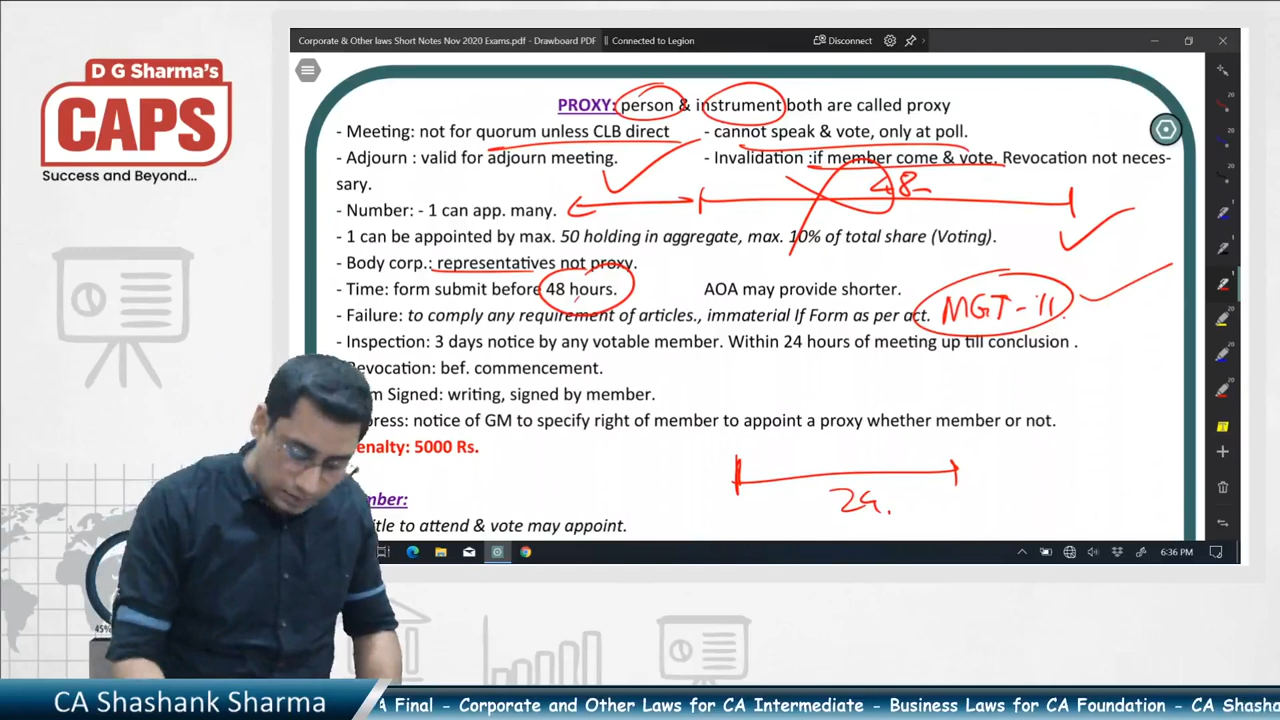 D G Sharma's
CAPS
Success and Beyond...
Corporate & Other laws Short Notes Nov 2020 Exams.pdf - Drawboard PDF || Connected to Legion
Disconnect
PROXY: person & instrument both are called proxy
- Meeting: not for quorum unless CLB direct - cannot speak & vote, only at poll.
- Adjourn : valid for adjourn meeting. - Invalidation :if member come & vote. Revocation not neces-
sary.
48
- Number: - 1 can app. many.
- 1 can be appointed by max. 50 holding in aggregate, max. 10% of total share (Voting).
- Body corp.: representatives not proxy.
- Time: form submit before 48 hours. AOA may provide shorter.
MGT-11.
- Failure: to comply any requirement of articles., immaterial If Form as per act.
- Inspection: 3 days notice by any votable member. Within 24 hours of meeting up till conclusion .
Revocation: bef. commencement.
m Signed: writing, signed by member.
press: notice of GM to specify right of member to appoint a proxy whether member or not.
enalty: 5000 Rs.
24.
mber:
title to attend & vote may appoint.
6:36 PM
45%
CA Shashank Sharma
A Final - Corporate and Other Laws for CA Intermediate - Business Laws for CA Foundation - CA Shasha